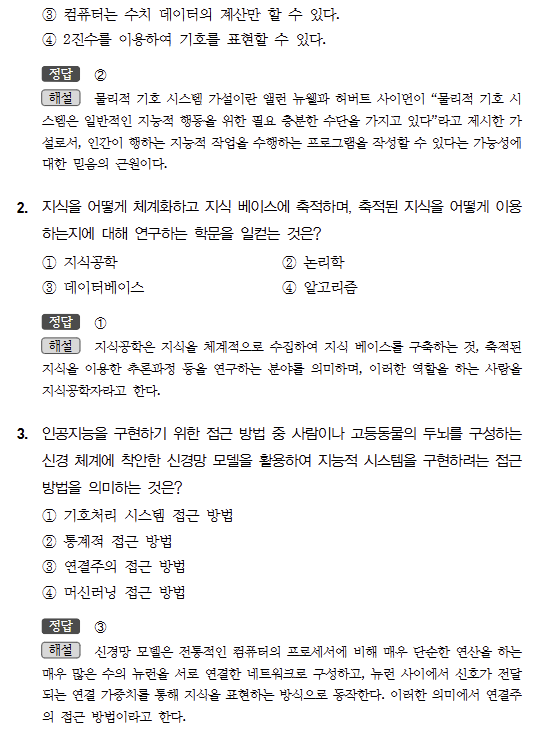 ③ 컴퓨터는 수치 데이터의 계산만 할 수 있다.
④ 2진수를 이용하여 기호를 표현할 수 있다.
정답 ②
해설 물리적 기호 시스템 가설이란 앨런 뉴웰과 허버트 사이먼이 “물리적 기호 시
스템은 일반적인 지능적 행동을 위한 필요 충분한 수단을 가지고 있다”라고 제시한 가
설로서, 인간이 행하는 지능적 작업을 수행하는 프로그램을 작성할 수 있다는 가능성에
대한 믿음의 근원이다.
2. 지식을 어떻게 체계화하고 지식 베이스에 축적하며, 축적된 지식을 어떻게 이용
하는지에 대해 연구하는 학문을 일컫는 것은?
① 지식공학 ② 논리학
③ 데이터베이스 ④ 알고리즘
정답 ①
해설 지식공학은 지식을 체계적으로 수집하여 지식 베이스를 구축하는 것, 축적된
지식을 이용한 추론과정 등을 연구하는 분야를 의미하며, 이러한 역할을 하는 사람을
지식공학자라고 한다.
3. 인공지능을 구현하기 위한 접근 방법 중 사람이나 고등동물의 두뇌를 구성하는
신경 체계에 착안한 신경망 모델을 활용하여 지능적 시스템을 구현하려는 접근
방법을 의미하는 것은?
① 기호처리 시스템 접근 방법
② 통계적 접근 방법
③ 연결주의 접근 방법
④ 머신러닝 접근 방법
정답 ③
해설 신경망 모델은 전통적인 컴퓨터의 프로세서에 비해 매우 단순한 연산을 하는
매우 많은 수의 뉴런을 서로 연결한 네트워크로 구성하고, 뉴런 사이에서 신호가 전달
되는 연결 가중치를 통해 지식을 표현하는 방식으로 동작한다. 이러한 의미에서 연결주
의 접근 방법이라고 한다.